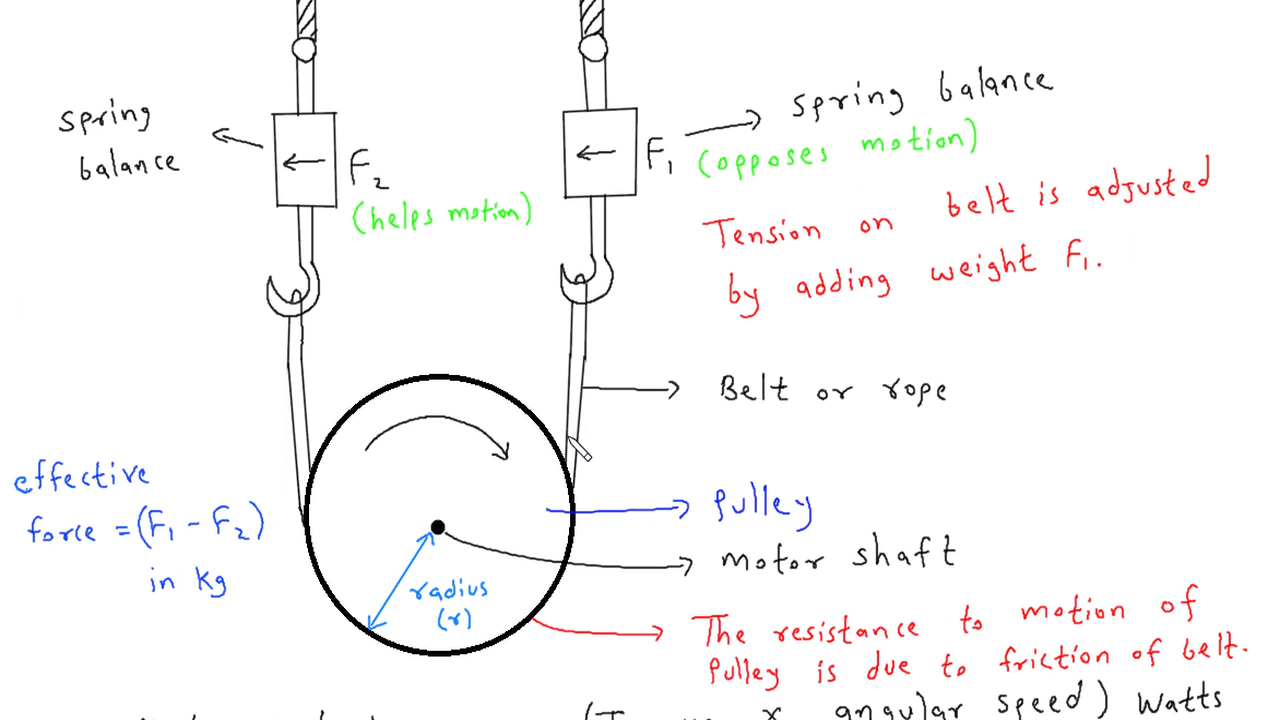 spring
balance
F2
(helps motion)
F1
spring balance
(opposes motion)
Tension on belt is adjusted
by adding weight F1.
Belt or rope
effective
force = (F1 - F2)
in kg
pulley
motor shaft
radius
(r)
The resistance to motion of
pulley is due to friction of belt.
x angular speed) Watts